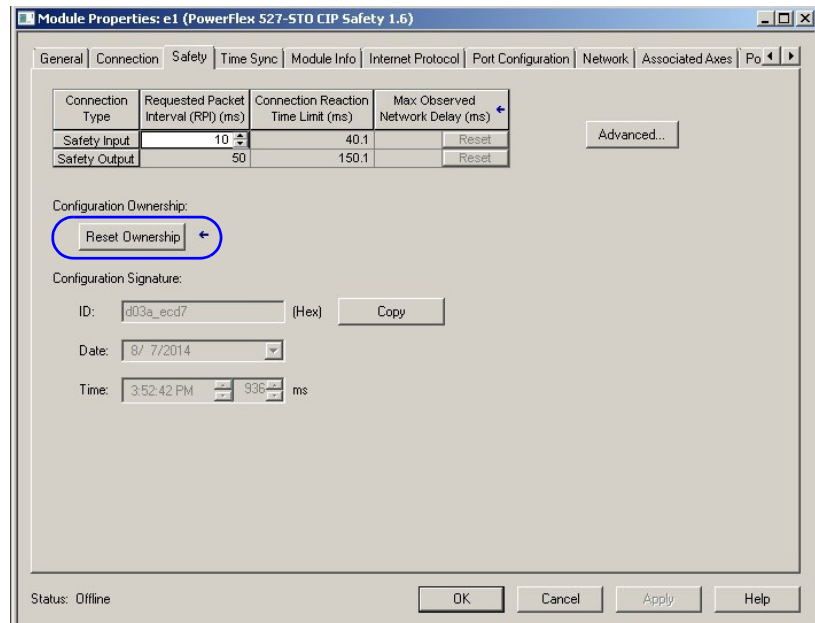 Module Properties: e1 (PowerFlex 527-STO CIP Safety 1.6)
General Connection Safety Time Sync Module Info Internet Protocol Port Configuration Network Associated Axes Po
Connection Type Requested Packet Interval (RPI) (ms) Connection Reaction Time Limit (ms) Max Observed Network Delay (ms)
Safety Input 10 40.1 Reset
Safety Output 50 150.1 Reset
Advanced...
Configuration Ownership:
Reset Ownership
Configuration Signature:
ID: d03a_ecd7 (Hex) Copy
Date: 8/ 7/2014
Time: 3:52:42 PM 936 ms
Status: Offline OK Cancel Apply Help